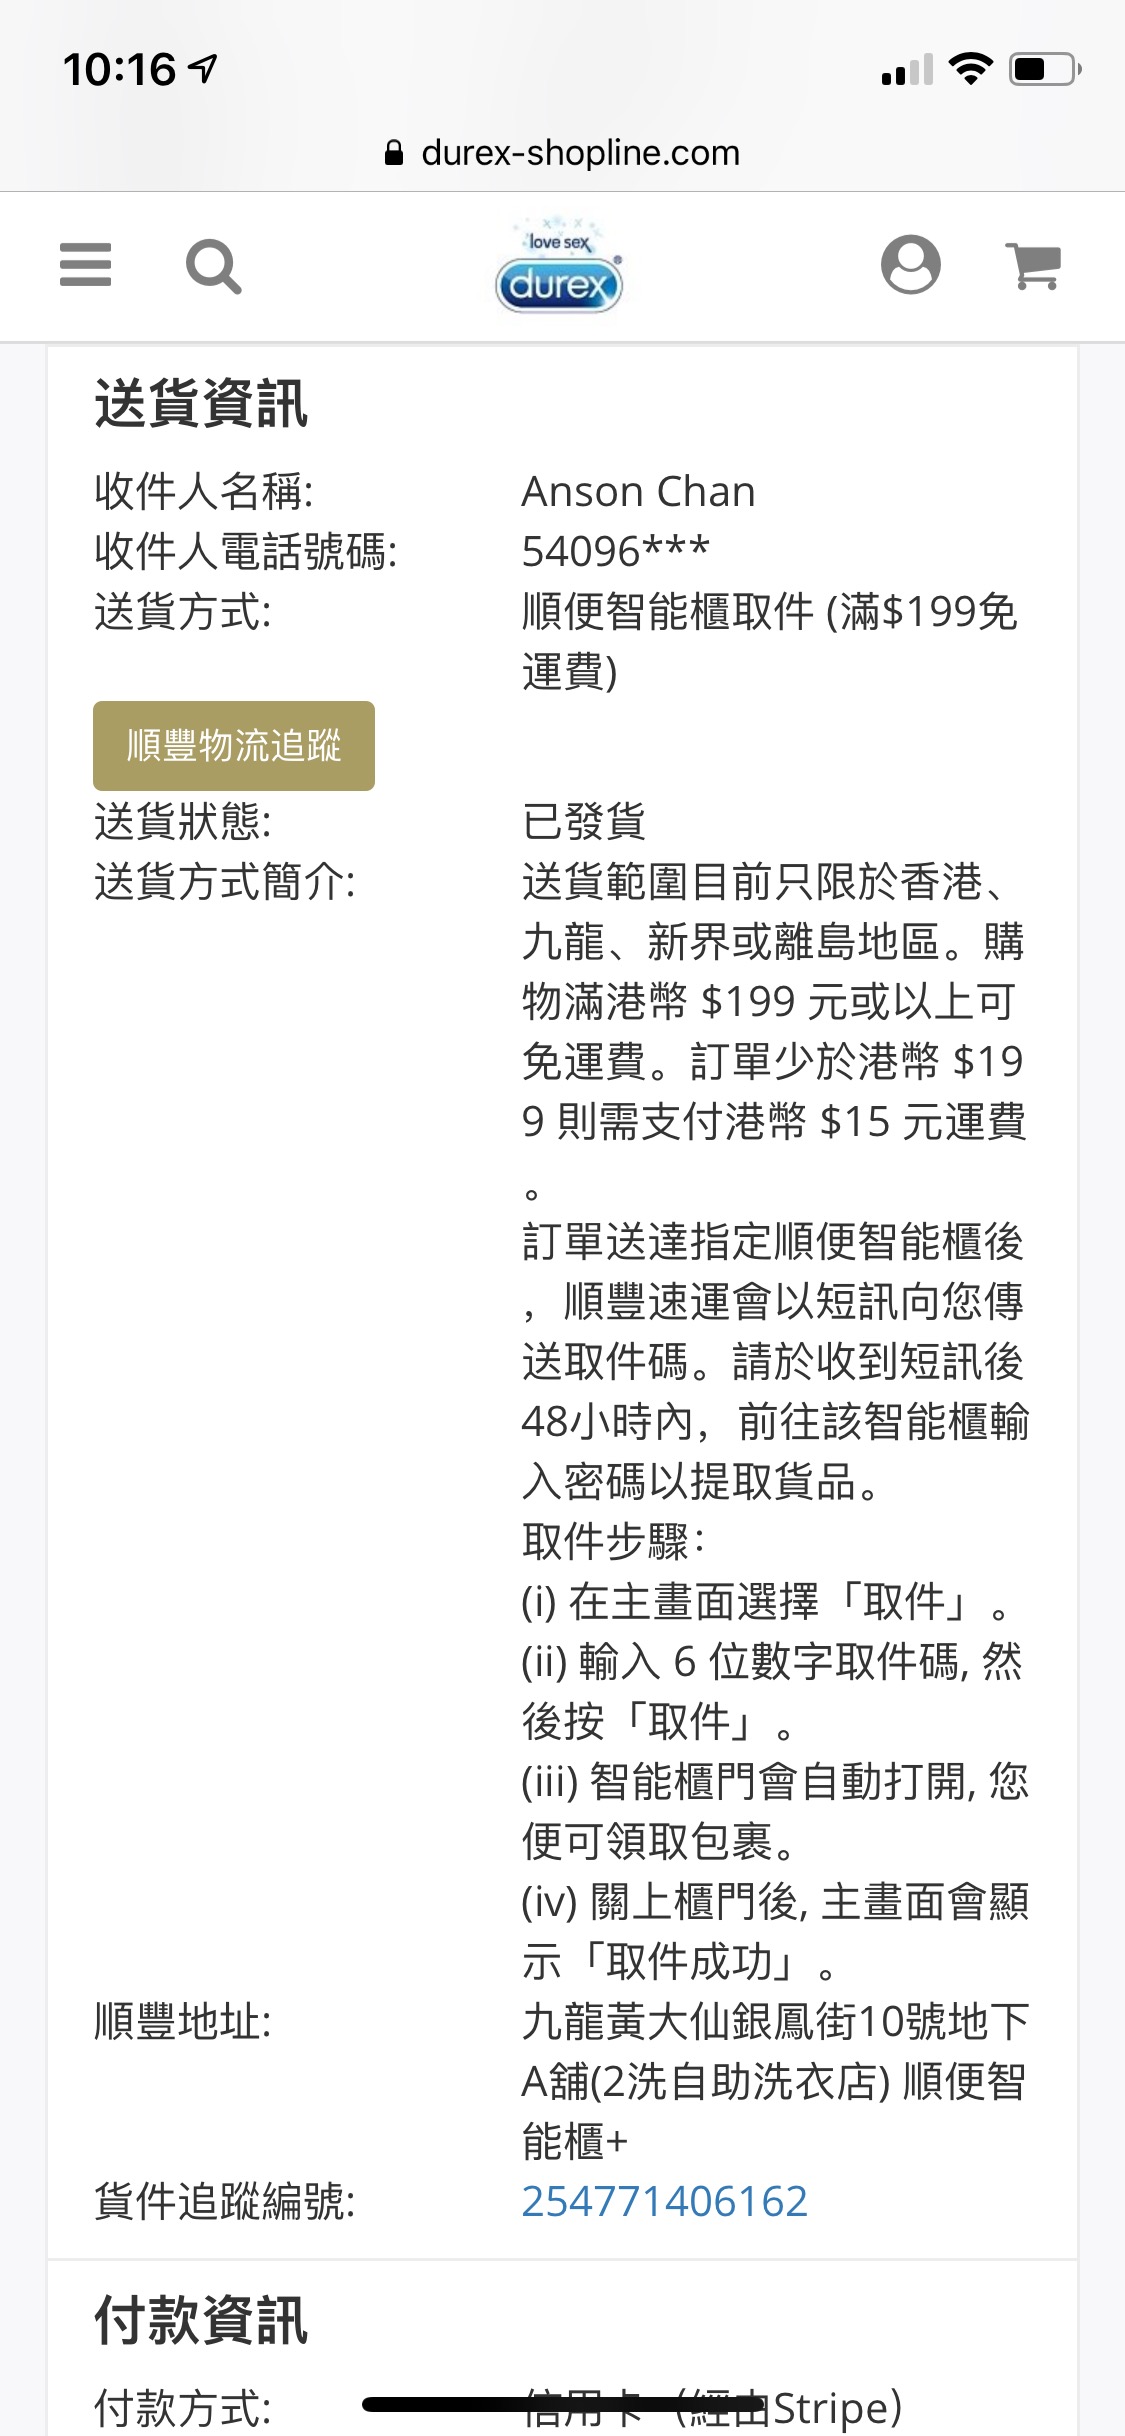 10:16
durex-shopline.com
love sex
durex®
送貨資訊
收件人名稱: Anson Chan
收件人電話號碼: 54096***
送貨方式: 順便智能櫃取件 (滿$199免
運費)
順豐物流追蹤
送貨狀態: 已發貨
送貨方式簡介: 送貨範圍目前只限於香港、
九龍、新界或離島地區。購
物滿港幣 $199 元或以上可
免運費。訂單少於港幣 $19
9 則需支付港幣 $15 元運費
。
訂單送達指定順便智能櫃後
，順豐速運會以短訊向您傳
送取件碼。請於收到短訊後
48小時內，前往該智能櫃輸
入密碼以提取貨品。
取件步驟：
(i) 在主畫面選擇「取件」。
(ii) 輸入 6 位數字取件碼, 然
後按「取件」。
(iii) 智能櫃門會自動打開, 您
便可領取包裹。
(iv) 關上櫃門後, 主畫面會顯
示「取件成功」。
順豐地址: 九龍黃大仙銀鳳街10號地下
A舖(2洗自助洗衣店) 順便智
能櫃+
貨件追蹤編號: 254771406162
付款資訊
付款方式: 信用卡（經由Stripe)